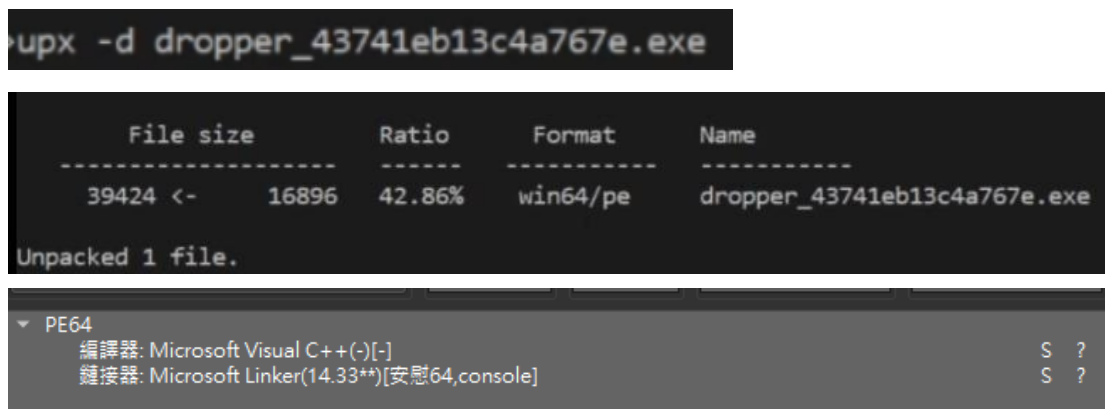 >upx -d dropper_43741eb13c4a767e.exe
File size Ratio Format Name
-------------------- ------ ----------- -----------
39424 <- 16896 42.86% win64/pe dropper_43741eb13c4a767e.exe
Unpacked 1 file.
PE64
編譯器: Microsoft Visual C++(-)[-] S ?
鏈接器: Microsoft Linker(14.33**)[安慰64,console] S ?